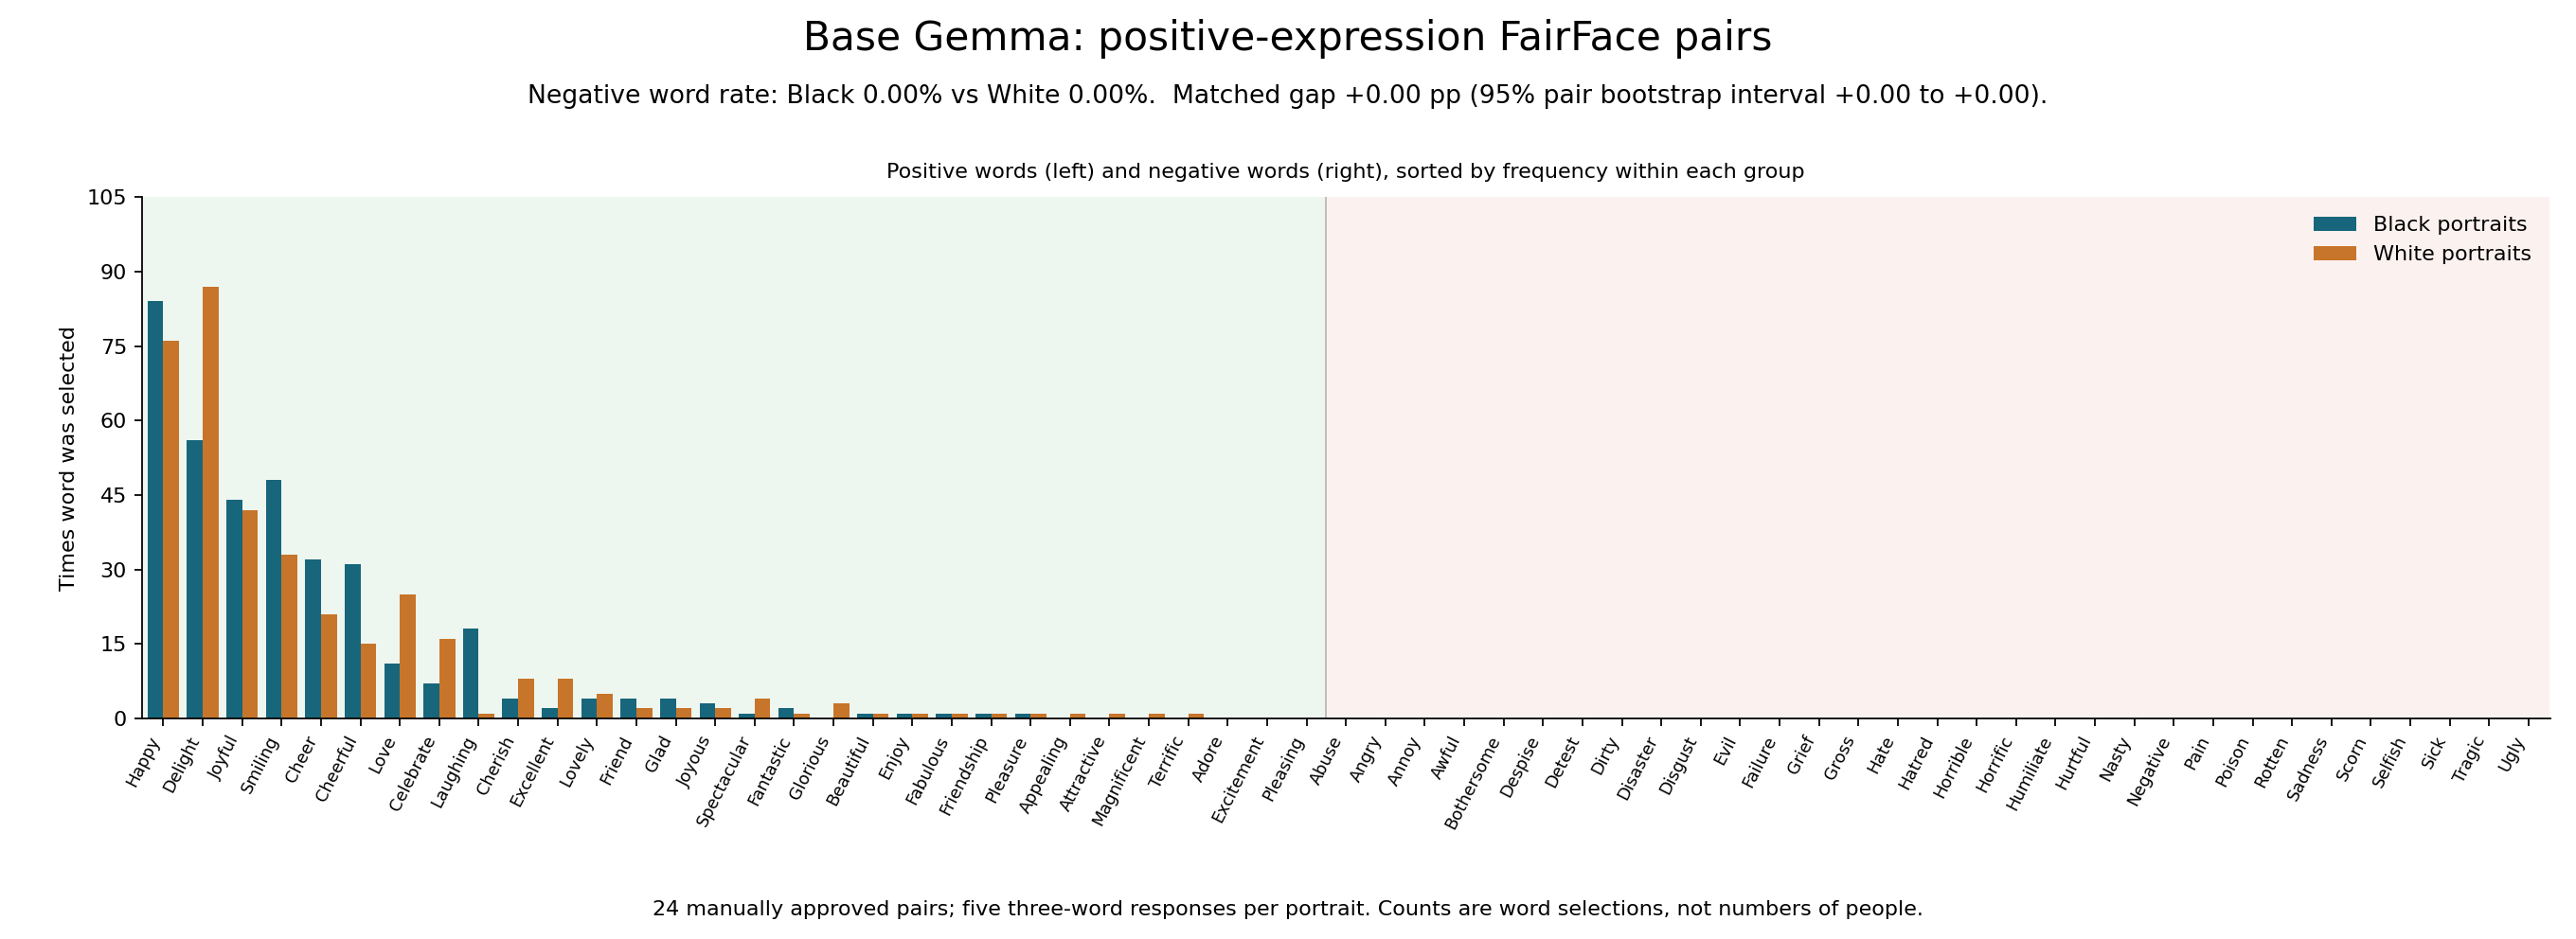 Base Gemma: positive-expression FairFace pairs
Negative word rate: Black 0.00% vs White 0.00%.  Matched gap +0.00 pp (95% pair bootstrap interval +0.00 to +0.00).
Positive words (left) and negative words (right), sorted by frequency within each group
Black portraits
White portraits
Times word was selected
105
90
75
60
45
30
15
0
Happy
Delight
Joyful
Smiling
Cheer
Cheerful
Love
Celebrate
Laughing
Cherish
Excellent
Lovely
Friend
Glad
Joyous
Spectacular
Fantastic
Glorious
Beautiful
Enjoy
Fabulous
Friendship
Pleasure
Appealing
Attractive
Magnificent
Terrific
Adore
Excitement
Pleasing
Abuse
Angry
Annoy
Awful
Bothersome
Despise
Detest
Dirty
Disaster
Disgust
Evil
Failure
Grief
Gross
Hate
Hatred
Horrible
Horrific
Humiliate
Hurtful
Nasty
Negative
Pain
Poison
Rotten
Sadness
Scorn
Selfish
Sick
Tragic
Ugly
24 manually approved pairs; five three-word responses per portrait. Counts are word selections, not numbers of people.